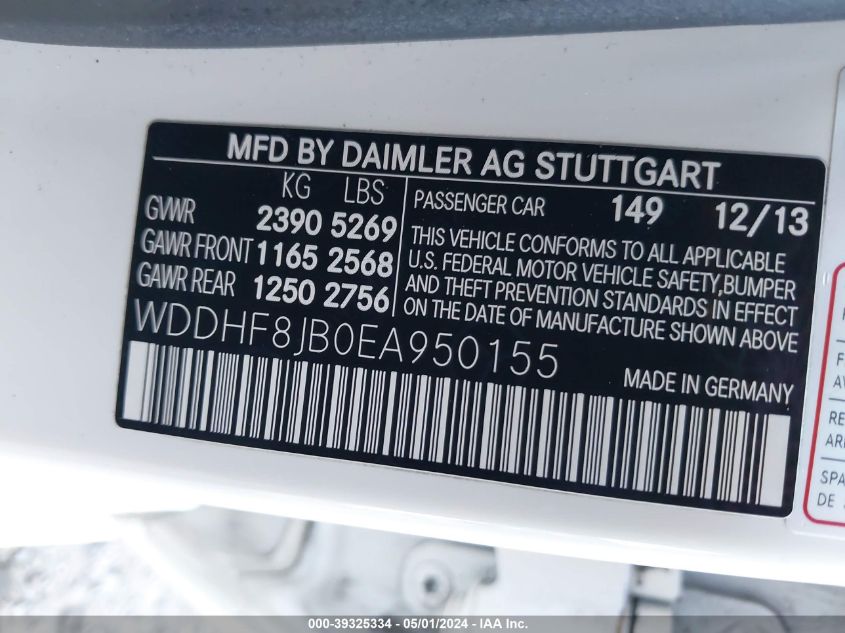 MFD BY DAIMLER AG STUTTGART
KG LBS
GVWR 2390 5269
GAWR FRONT 1165 2568
GAWR REAR 1250 2756
PASSENGER CAR 149 12/13
THIS VEHICLE CONFORMS TO ALL APPLICABLE
U.S. FEDERAL MOTOR VEHICLE SAFETY,BUMPER
AND THEFT PREVENTION STANDARDS IN EFFECT
ON THE DATE OF MANUFACTURE SHOWN ABOVE
WDDHF8JB0EA950155
MADE IN GERMANY
RE
SPA
DE
000-39325334 - 05/01/2024 - IAA Inc.